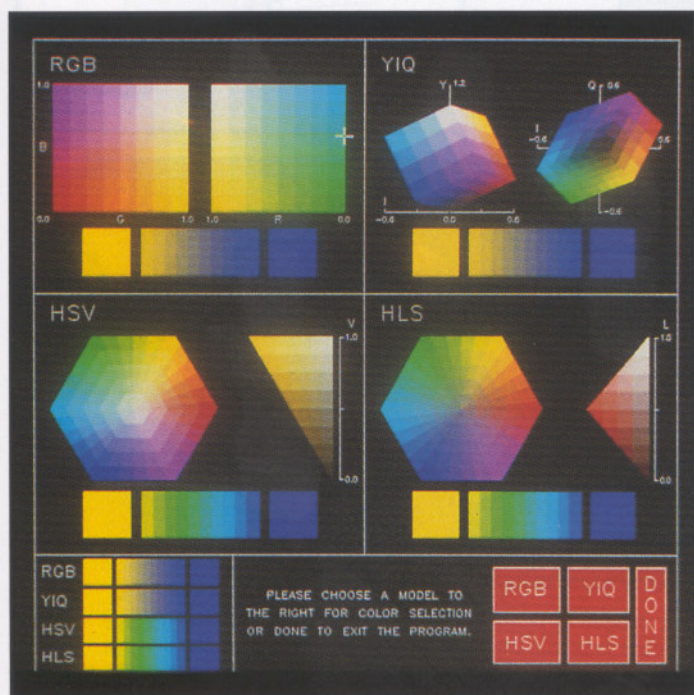 RGB
1.0
B
0.0 G 1.0 1.0 R 0.0
YIQ
Y 1.2
I
-0.6 0.0 0.6
Q 0.6
I
-0.6 0.6
-0.6
HSV
V
1.0
0.0
HLS
L
1.0
0.0
RGB
YIQ
HSV
HLS
PLEASE CHOOSE A MODEL TO
THE RIGHT FOR COLOR SELECTION
OR DONE TO EXIT THE PROGRAM.
RGB YIQ
HSV HLS
DONE